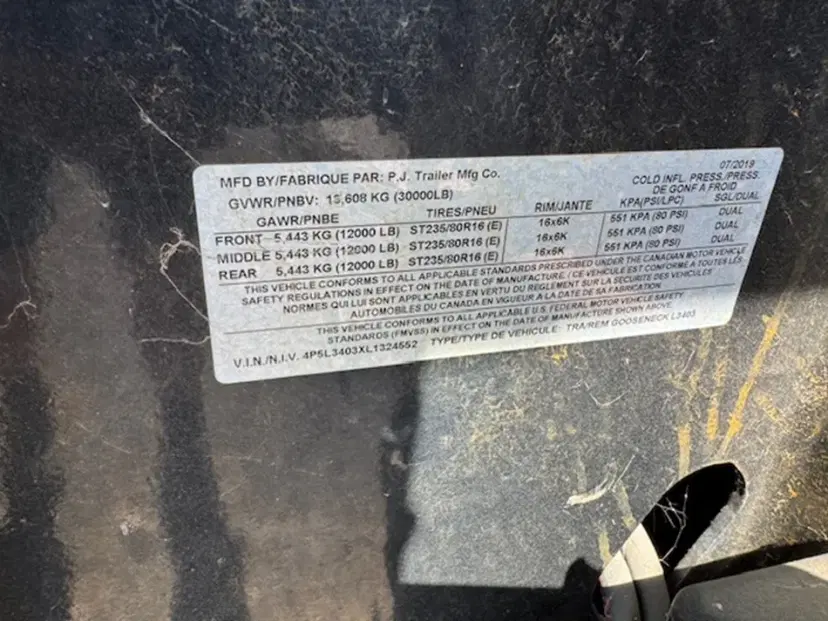 07/2019
MFD BY/FABRIQUE PAR: P.J. Trailer Mfg Co.
COLD INFL. PRESS./PRESS.
DE GONF A FROID
GVWR/PNBV: 13,608 KG (30000LB)
GAWR/PNBE TIRES/PNEU RIM/JANTE KPA(PSI/LPC) SGL/DUAL
FRONT 5,443 KG (12000 LB) ST235/80R16 (E) 16x6K 551 KPA (80 PSI) DUAL
MIDDLE 5,443 KG (12000 LB) ST235/80R16 (E) 16x6K 551 KPA (80 PSI) DUAL
REAR 5,443 KG (12000 LB) ST235/80R16 (E) 16x6K 551 KPA (80 PSI) DUAL
THIS VEHICLE CONFORMS TO ALL APPLICABLE STANDARDS PRESCRIBED UNDER THE CANADIAN MOTOR VEHICLE
SAFETY REGULATIONS IN EFFECT ON THE DATE OF MANUFACTURE. / CE VEHICULE EST CONFORME A TOUTES LES
NORMES QUI LUI SONT APPLICABLES EN VERTU DU REGLEMENT SUR LA SECURITE DES VEHICULES
AUTOMOBILES DU CANADA EN VIGUEUR A LA DATE DE SA FABRICATION.
THIS VEHICLE CONFORMS TO ALL APPLICABLE U.S. FEDERAL MOTOR VEHICLE SAFETY
STANDARDS (FMVSS) IN EFFECT ON THE DATE OF MANUFACTURE SHOWN ABOVE.
V.I.N./N.I.V. 4P5L3403XL1324552 TYPE/TYPE DE VEHICULE: TRA/REM GOOSENECK L3403